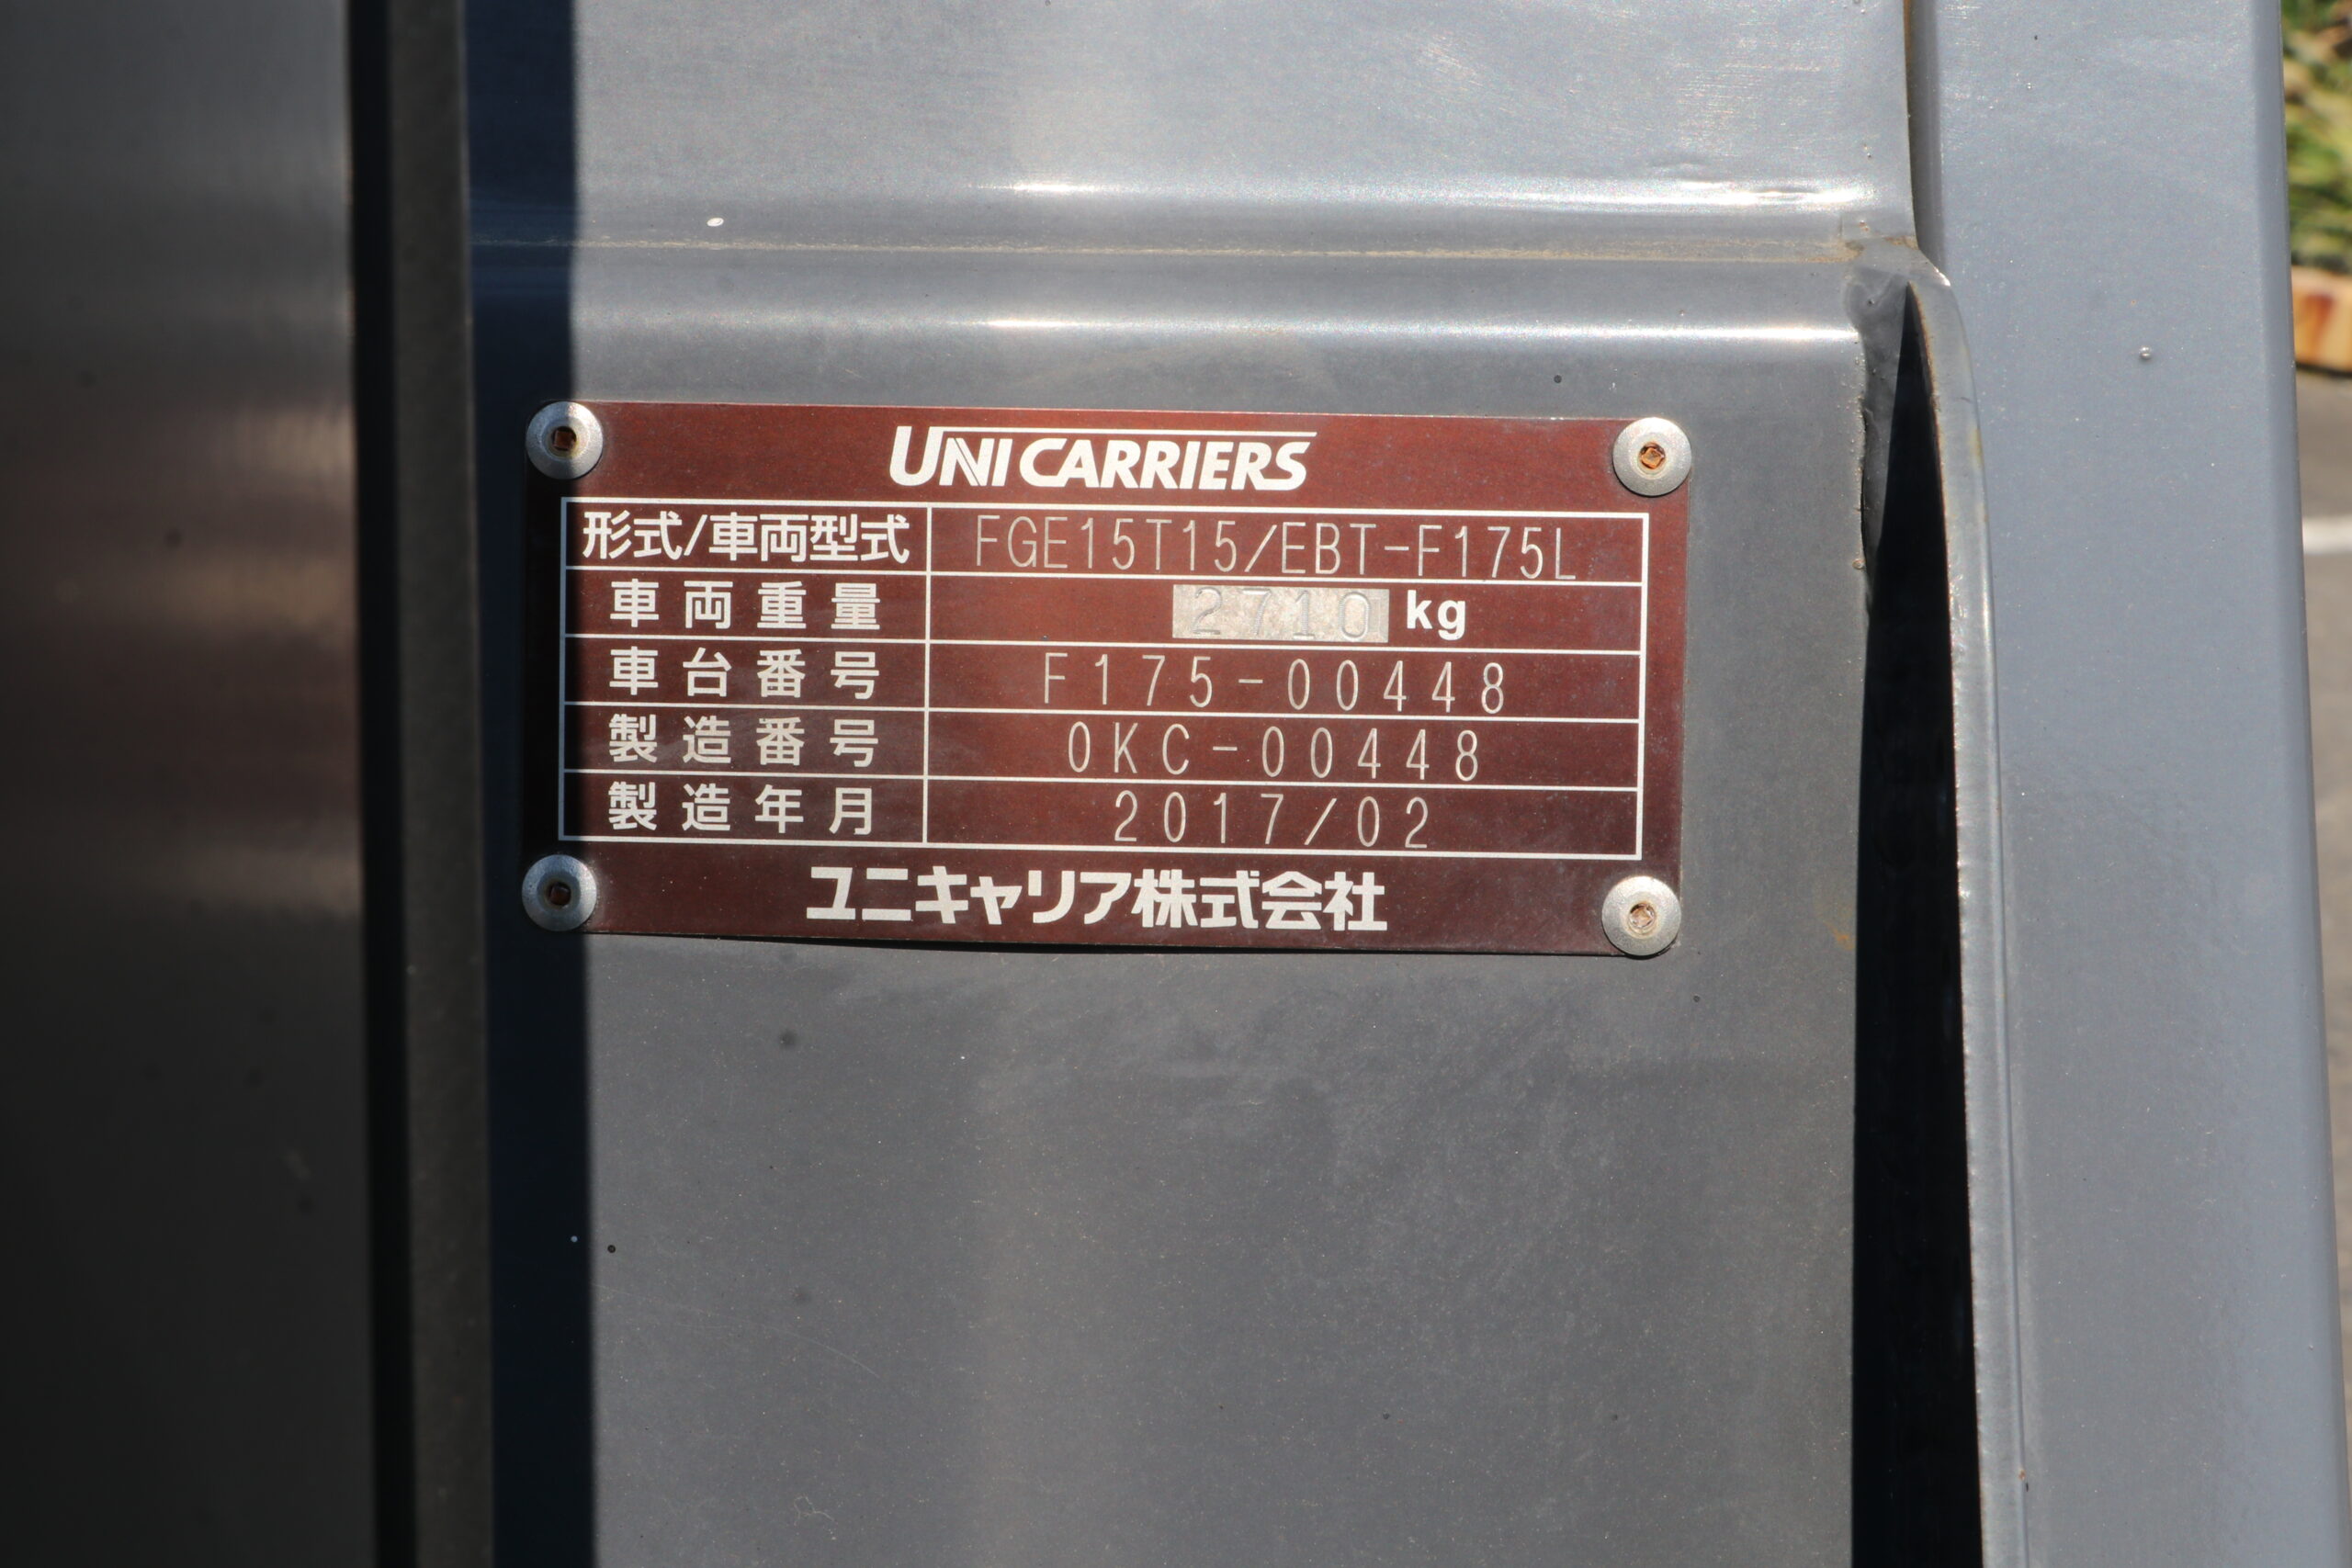 UNICARRIERS
形式/車両型式 FGE15T15/EBT-F175L
車両重量 2710 kg
車台番号 F175-00448
製造番号 0KC-00448
製造年月 2017/02
ユニキャリア株式会社